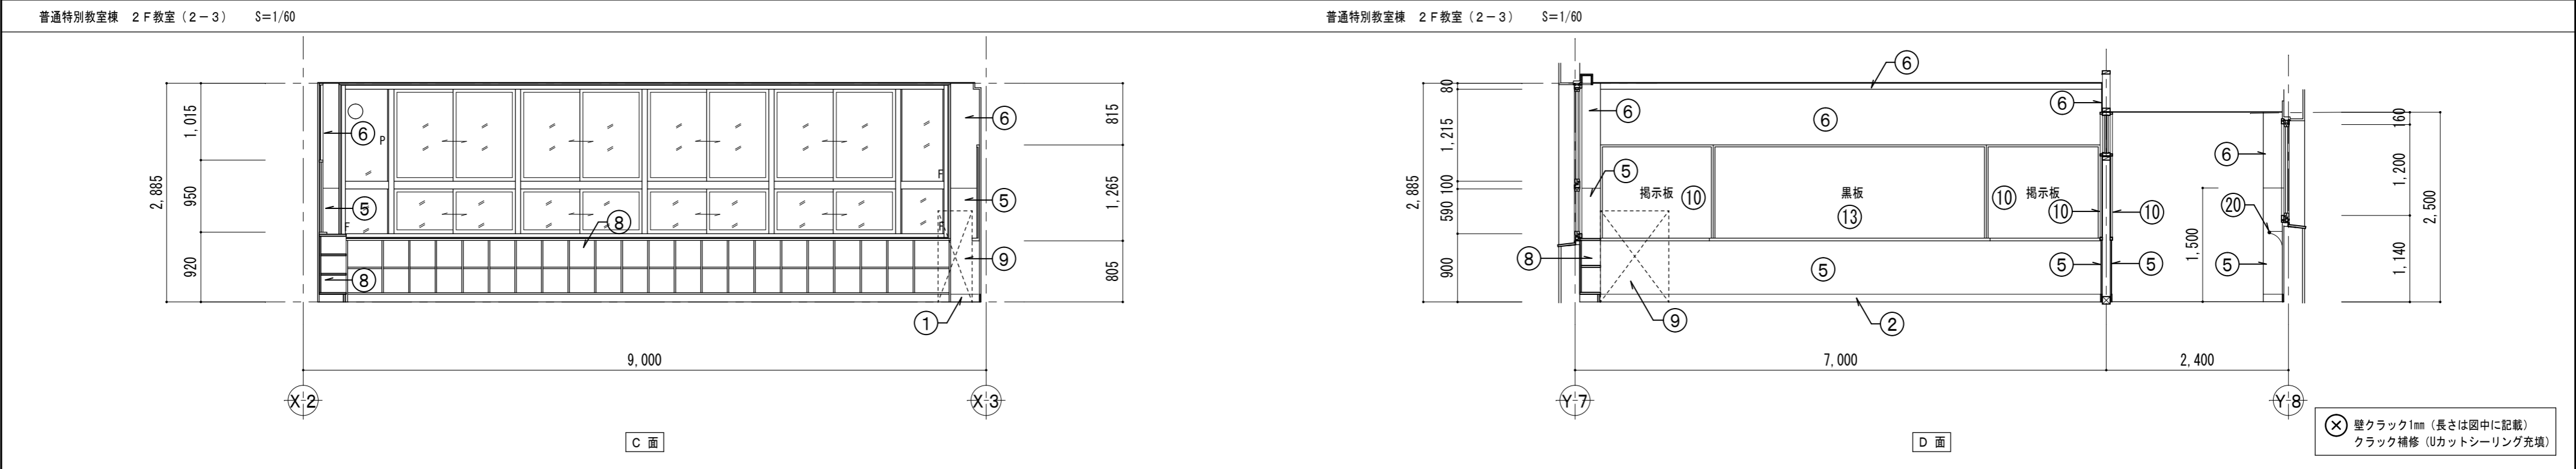 普通特別教室棟　２Ｆ教室（２－３）　S=1/60
普通特別教室棟　２Ｆ教室（２－３）　S=1/60
2,885
1,015
950
920
⑥
⑤
⑧
P
F
⑧
P
F
⑥
⑤
⑨
①
815
1,265
805
9,000
X-2
X-3
C 面
2,885
80
1,215
100
590
900
⑥
⑥
⑥
⑥
⑤
掲示板
⑩
黒板
⑬
⑩
掲示板
⑩
⑩
⑧
⑤
⑤
⑤
⑨
②
1,500
⑥
⑳
⑤
160
1,200
1,140
2,500
7,000
2,400
Y-7
Y-8
D 面
壁クラック1mm（長さは図中に記載）
クラック補修（Uカットシーリング充填）